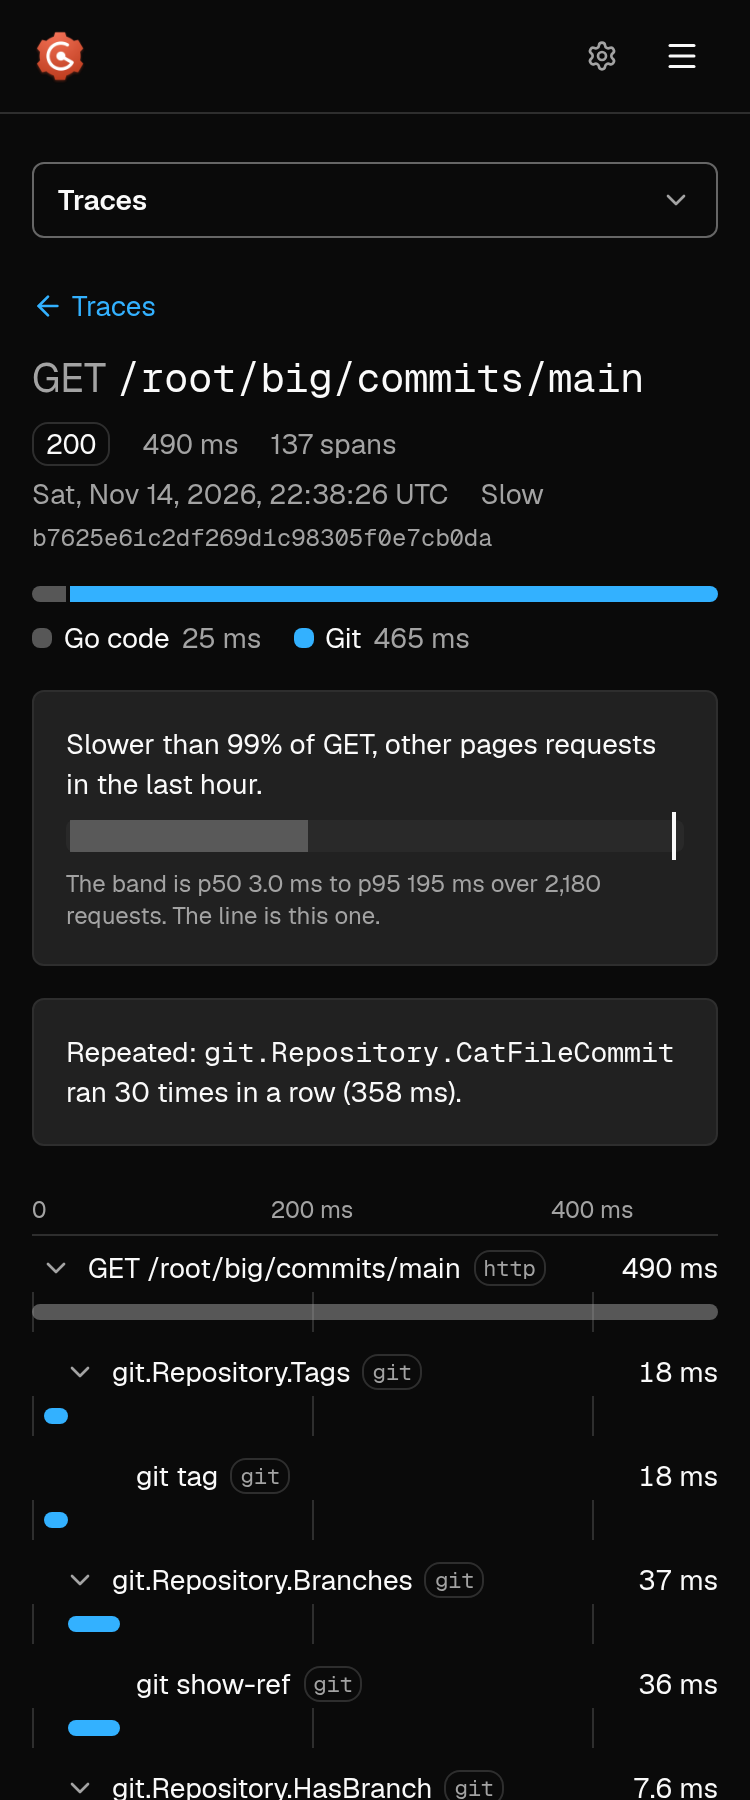 Traces
← Traces
GET /root/big/commits/main
200 490 ms 137 spans
Sat, Nov 14, 2026, 22:38:26 UTC Slow
b7625e61c2df269d1c98305f0e7cb0da
Go code 25 ms Git 465 ms
Slower than 99% of GET, other pages requests
in the last hour.
The band is p50 3.0 ms to p95 195 ms over 2,180
requests. The line is this one.
Repeated: git.Repository.CatFileCommit
ran 30 times in a row (358 ms).
0 200 ms 400 ms
GET /root/big/commits/main http 490 ms
git.Repository.Tags git 18 ms
git tag git 18 ms
git.Repository.Branches git 37 ms
git show-ref git 36 ms
git.Repository.HasBranch git 7.6 ms